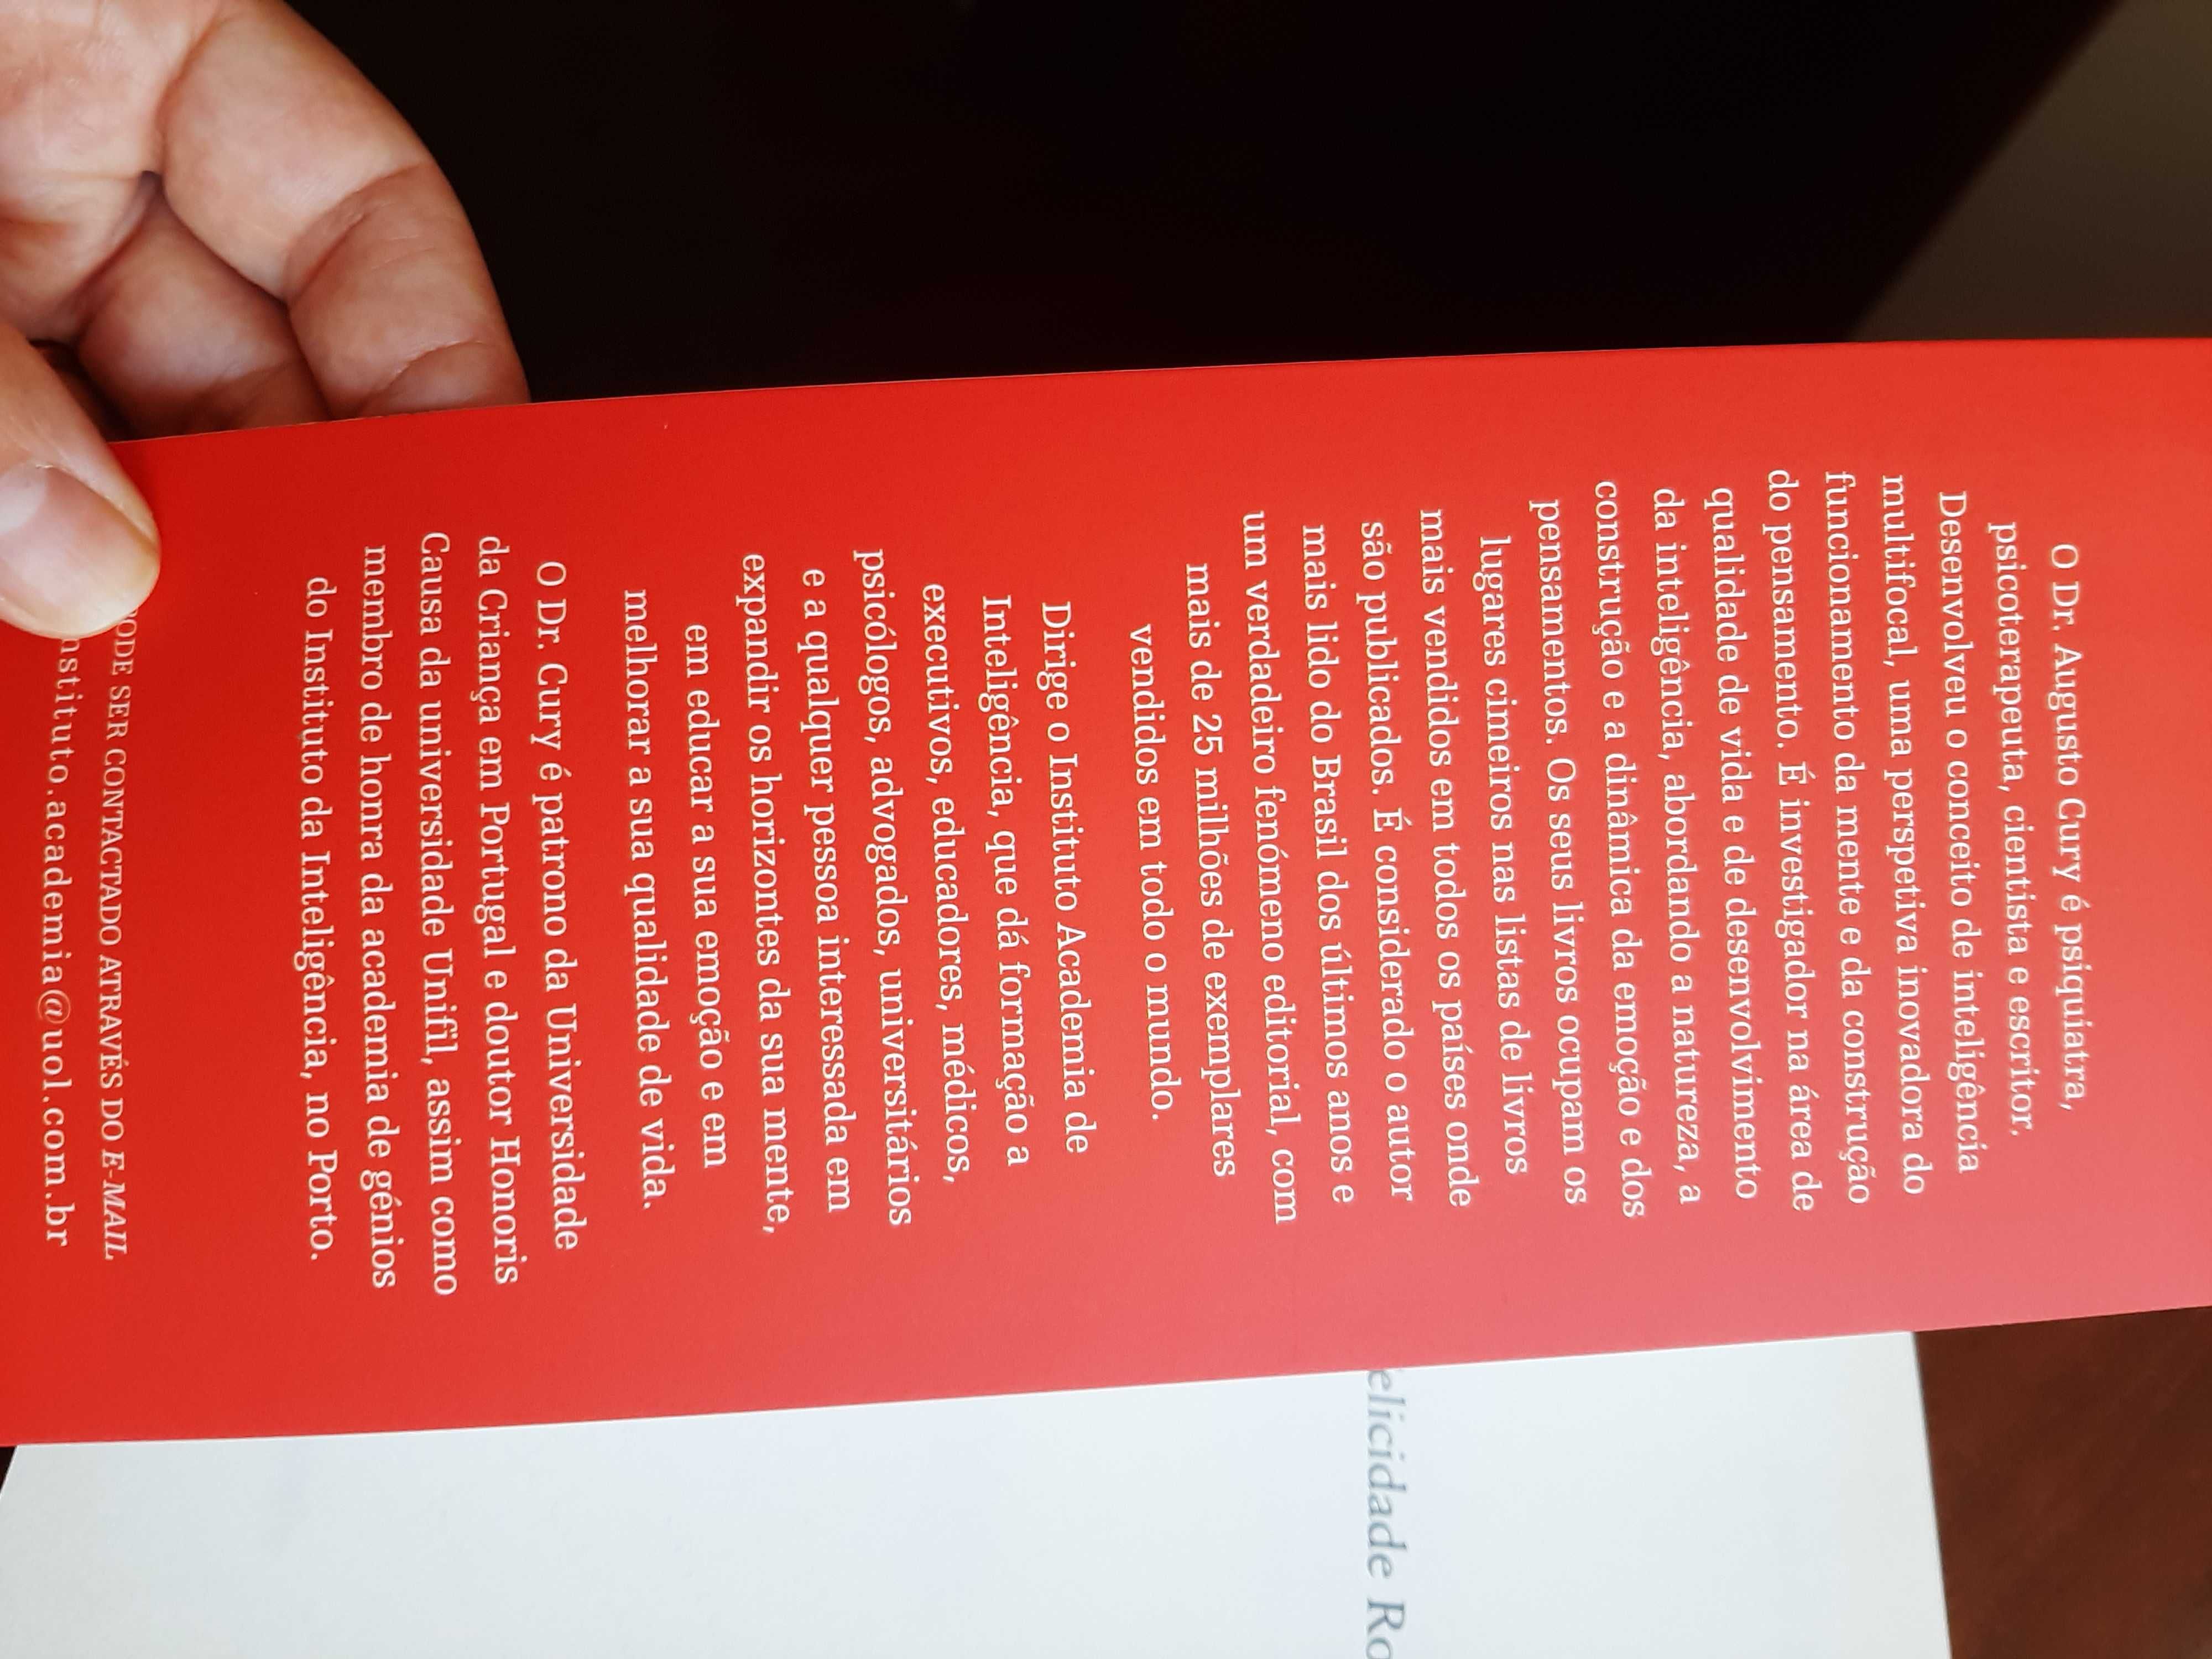 O Dr. Augusto Cury é psiquiatra,
psicoterapeuta, cientista e escritor.
Desenvolveu o conceito de inteligência
multifocal, uma perspetiva inovadora do
funcionamento da mente e da construção
do pensamento. É investigador na área de
qualidade de vida e de desenvolvimento
da inteligência, abordando a natureza, a
construção e a dinâmica da emoção e dos
pensamentos. Os seus livros ocupam os
lugares cimeiros nas listas de livros
mais vendidos em todos os países onde
são publicados. É considerado o autor
mais lido do Brasil dos últimos anos e
um verdadeiro fenómeno editorial, com
mais de 25 milhões de exemplares
vendidos em todo o mundo.
Dirige o Instituto Academia de
Inteligência, que dá formação a
executivos, educadores, médicos,
psicólogos, advogados, universitários
e a qualquer pessoa interessada em
expandir os horizontes da sua mente,
em educar a sua emoção e em
melhorar a sua qualidade de vida.
O Dr. Cury é patrono da Universidade
da Criança em Portugal e doutor Honoris
Causa da universidade Unifil, assim como
membro de honra da academia de génios
do Instituto da Inteligência, no Porto.
PODE SER CONTACTADO ATRAVÉS DO E-MAIL
nstituto.academia@uol.com.br
elicidade Ro